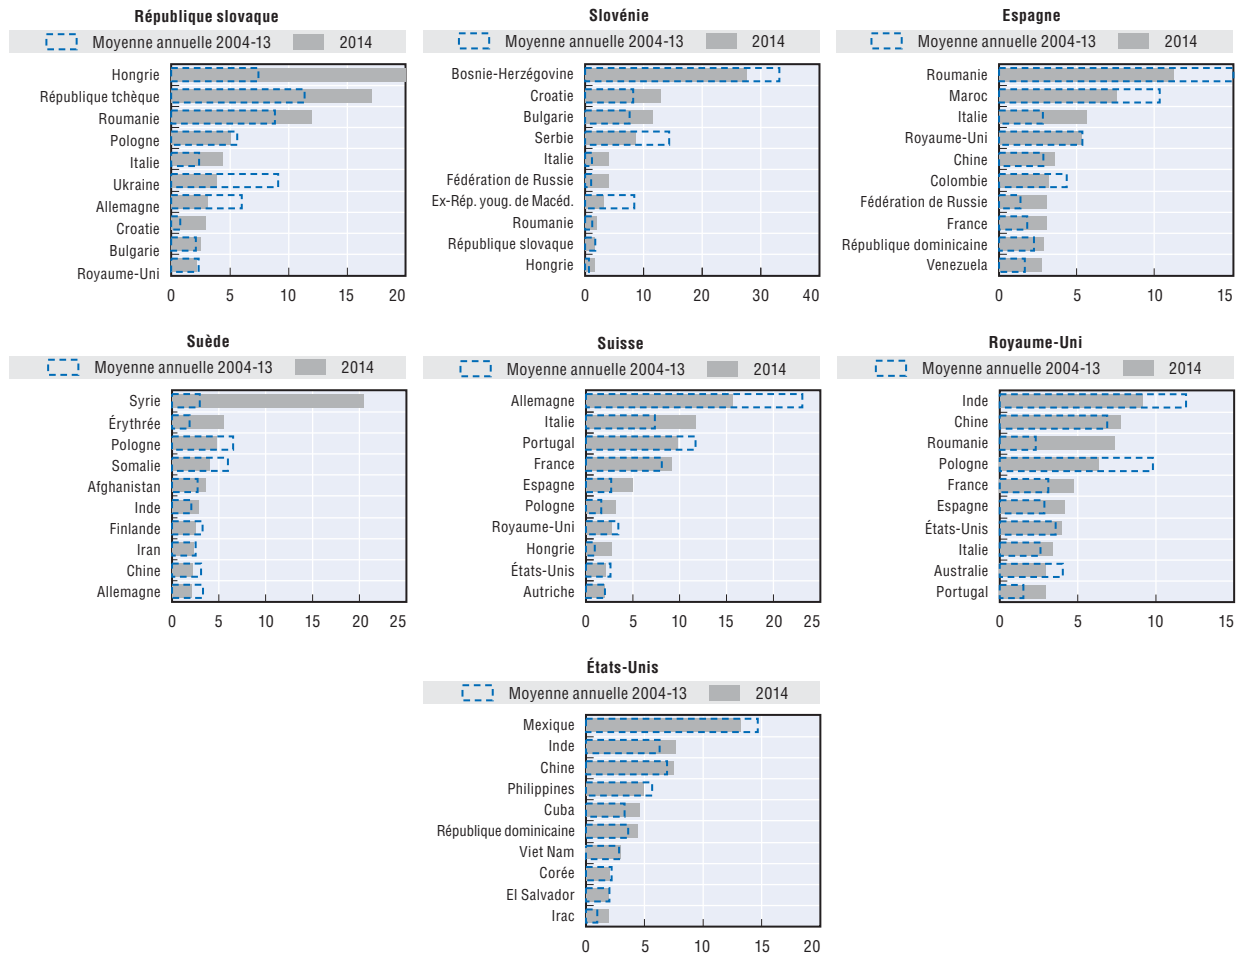 République slovaque
Moyenne annuelle 2004-13 2014
Hongrie
République tchèque
Roumanie
Pologne
Italie
Ukraine
Allemagne
Croatie
Bulgarie
Royaume-Uni
0 5 10 15 20
Slovénie
Moyenne annuelle 2004-13 2014
Bosnie-Herzégovine
Croatie
Bulgarie
Serbie
Italie
Fédération de Russie
Ex-Rép. youg. de Macéd.
Roumanie
République slovaque
Hongrie
0 10 20 30 40
Espagne
Moyenne annuelle 2004-13 2014
Roumanie
Maroc
Italie
Royaume-Uni
Chine
Colombie
Fédération de Russie
France
République dominicaine
Venezuela
0 5 10 15
Suède
Moyenne annuelle 2004-13 2014
Syrie
Érythrée
Pologne
Somalie
Afghanistan
Inde
Finlande
Iran
Chine
Allemagne
0 5 10 15 20 25
Suisse
Moyenne annuelle 2004-13 2014
Allemagne
Italie
Portugal
France
Espagne
Pologne
Royaume-Uni
Hongrie
États-Unis
Autriche
0 5 10 15 20 25
Royaume-Uni
Moyenne annuelle 2004-13 2014
Inde
Chine
Roumanie
Pologne
France
Espagne
États-Unis
Italie
Australie
Portugal
0 5 10 15
États-Unis
Moyenne annuelle 2004-13 2014
Mexique
Inde
Chine
Philippines
Cuba
République dominicaine
Viet Nam
Corée
El Salvador
Irac
0 5 10 15 20